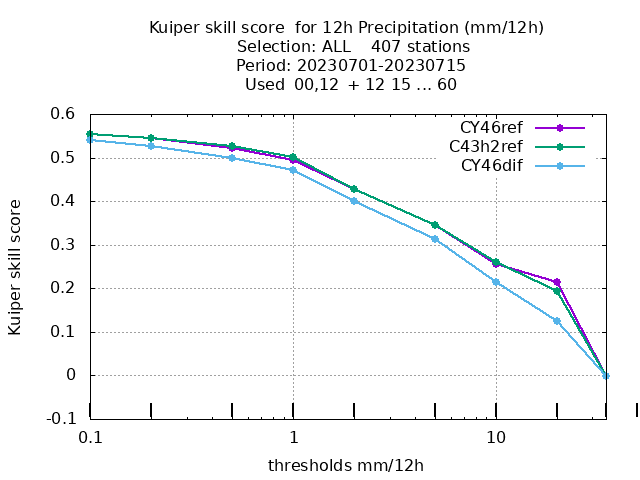 Kuiper skill score  for 12h Precipitation (mm/12h)
Selection: ALL    407 stations
Period: 20230701-20230715
Used  00,12  + 12 15 ... 60
CY46ref
C43h2ref
CY46dif
Kuiper skill score
0.6
0.5
0.4
0.3
0.2
0.1
0
-0.1
0.1 1 10
thresholds mm/12h